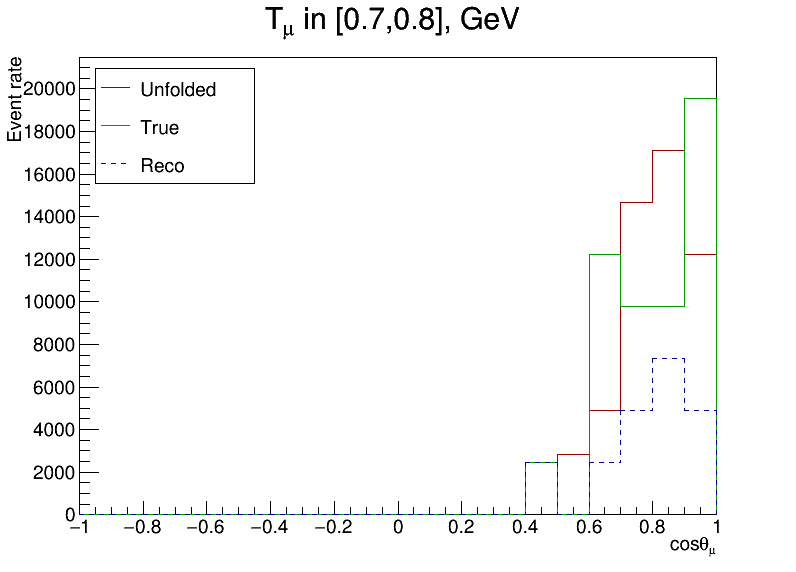 Tμ in [0.7,0.8], GeV
Event rate
Unfolded
True
Reco
20000
18000
16000
14000
12000
10000
8000
6000
4000
2000
0
−1 −0.8 −0.6 −0.4 −0.2 0 0.2 0.4 0.6 0.8 1
cosθμ